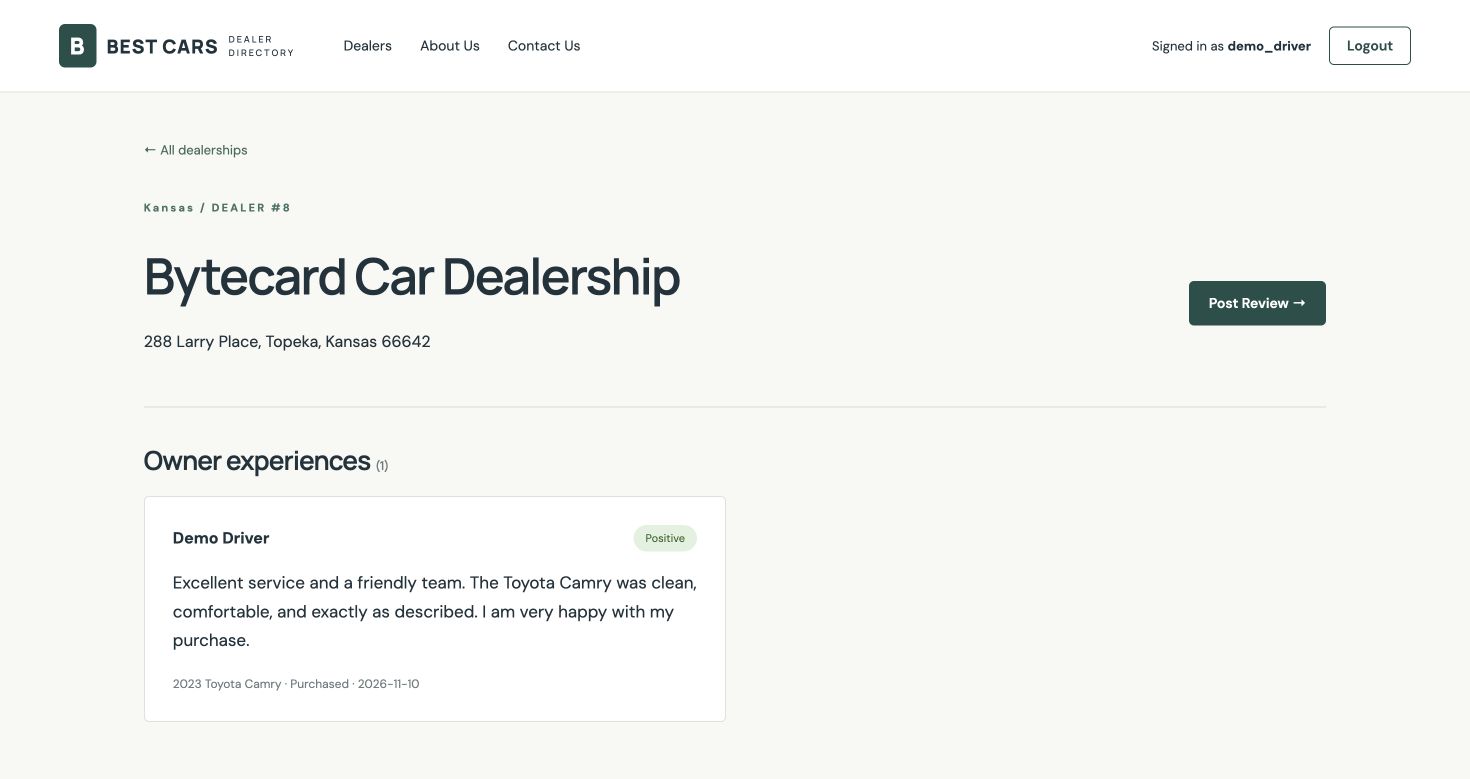 B BEST CARS DEALER DIRECTORY Dealers About Us Contact Us Signed in as demo_driver Logout
← All dealerships
Kansas / DEALER #8
Bytecard Car Dealership
Post Review →
288 Larry Place, Topeka, Kansas 66642
Owner experiences (1)
Demo Driver Positive
Excellent service and a friendly team. The Toyota Camry was clean,
comfortable, and exactly as described. I am very happy with my
purchase.
2023 Toyota Camry · Purchased · 2026-11-10